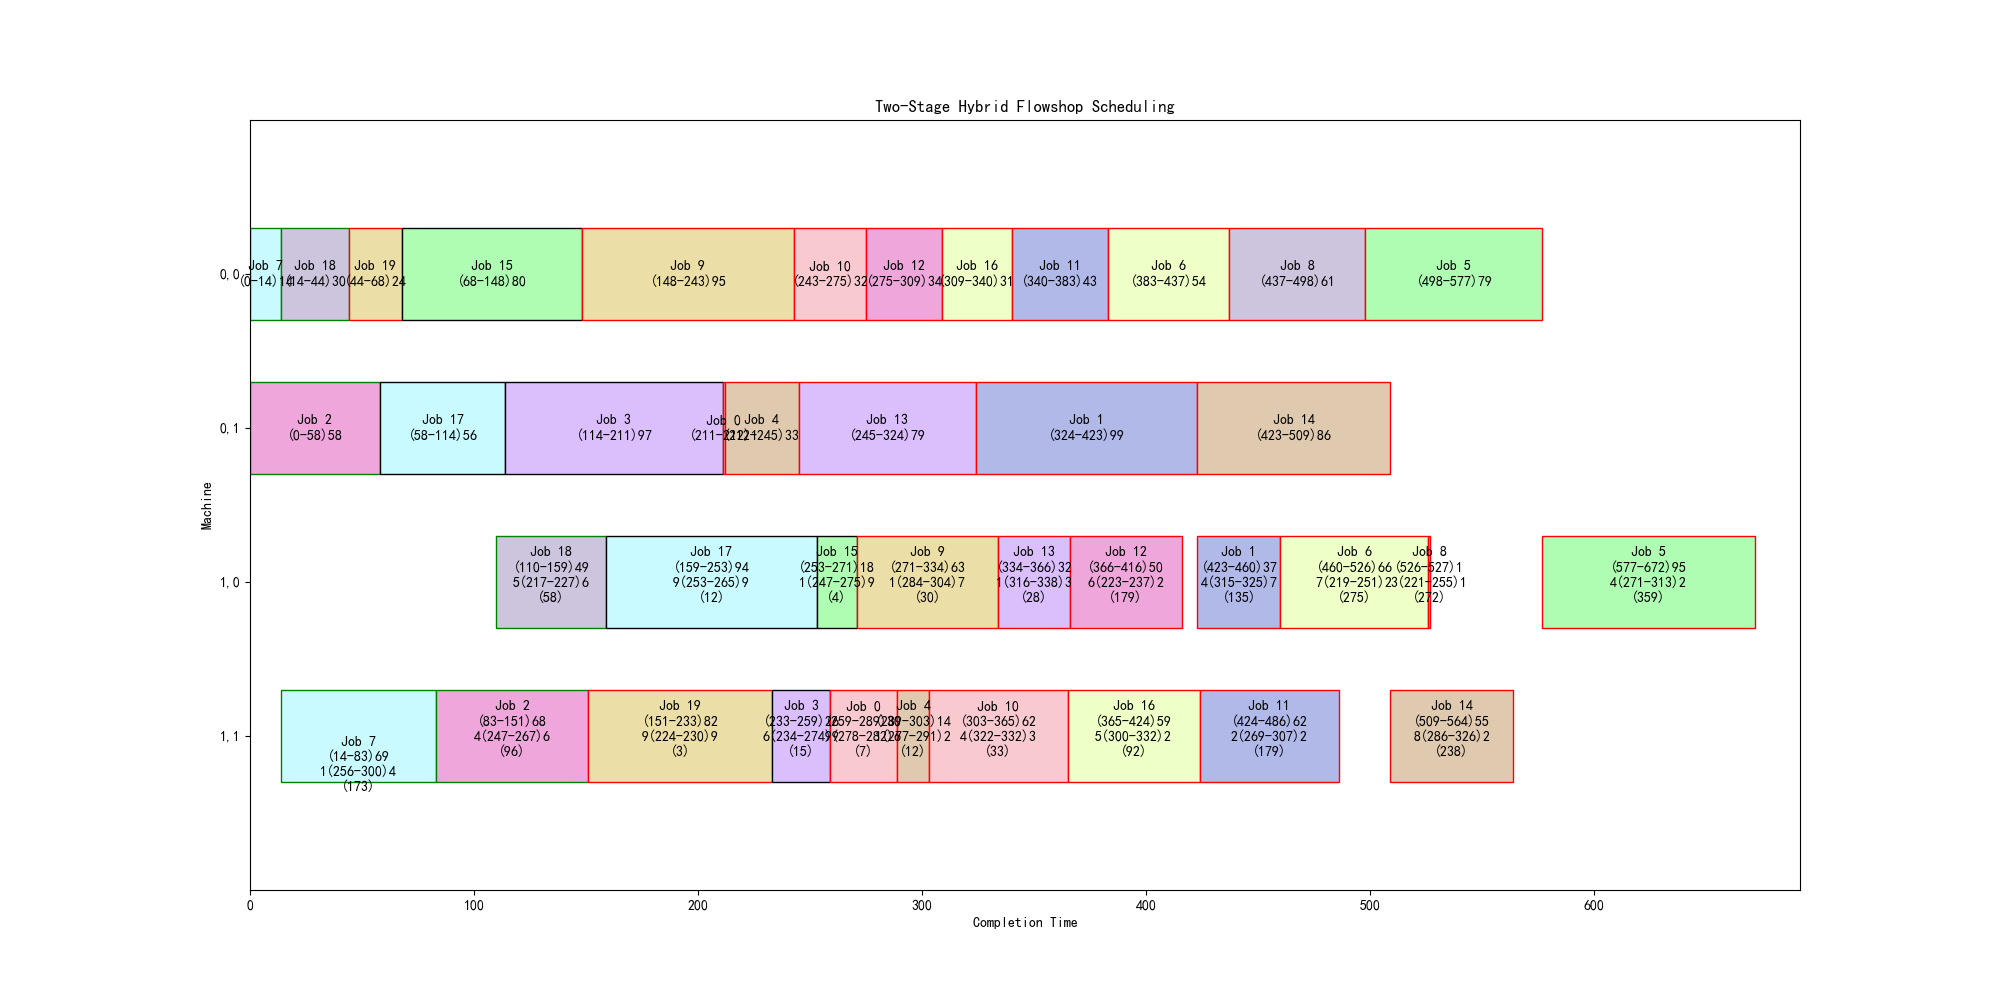 Two-Stage Hybrid Flowshop Scheduling
0,0
Job 7
(0-14)14
Job 18
(14-44)30
Job 19
(44-68)24
Job 15
(68-148)80
Job 9
(148-243)95
Job 10
(243-275)32
Job 12
(275-309)34
Job 16
(309-340)31
Job 11
(340-383)43
Job 6
(383-437)54
Job 8
(437-498)61
Job 5
(498-577)79
0,1
Job 2
(0-58)58
Job 17
(58-114)56
Job 3
(114-211)97
Job 0
(211-212)1
Job 4
(212-245)33
Job 13
(245-324)79
Job 1
(324-423)99
Job 14
(423-509)86
Machine
1,0
Job 18
(110-159)49
5(217-227)6
(58)
Job 17
(159-253)94
9(253-265)9
(12)
Job 15
(253-271)18
1(247-275)9
(4)
Job 9
(271-334)63
1(284-304)7
(30)
Job 13
(334-366)32
1(316-338)3
(28)
Job 12
(366-416)50
6(223-237)2
(179)
Job 1
(423-460)37
4(315-325)7
(135)
Job 6
(460-526)66
7(219-251)2
(275)
Job 8
(526-527)1
3(221-255)1
(272)
Job 5
(577-672)95
4(271-313)2
(359)
1,1
Job 7
(14-83)69
1(256-300)4
(173)
Job 2
(83-151)68
4(247-267)6
(96)
Job 19
(151-233)82
9(224-230)9
(3)
Job 3
(233-259)26
6(234-274)9
(15)
Job 0
(259-289)30
(7)
Job 4
(289-303)14
(12)
Job 10
(303-365)62
4(322-332)3
(33)
Job 16
(365-424)59
5(300-332)2
(92)
Job 11
(424-486)62
2(269-307)2
(179)
Job 14
(509-564)55
8(286-326)2
(238)
0
100
200
300
400
500
600
Completion Time